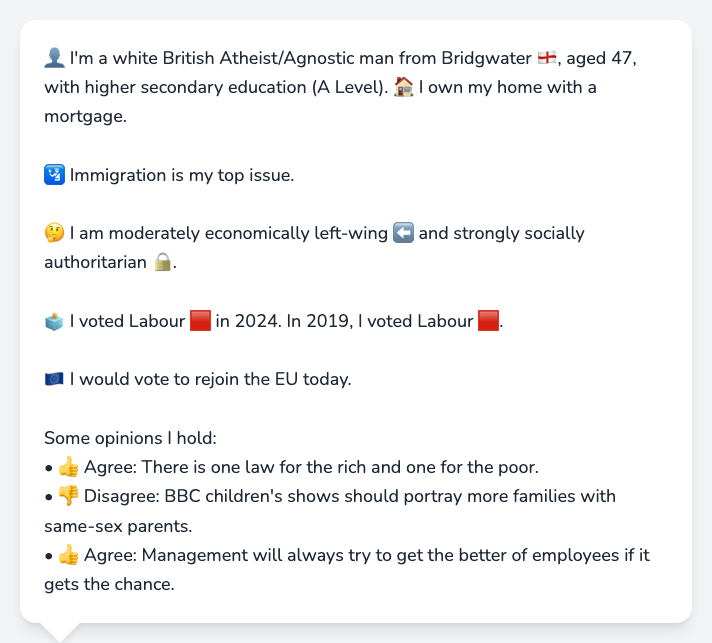 👤 I'm a white British Atheist/Agnostic man from Bridgwater 🏴󠁧󠁢󠁥󠁮󠁧󠁿, aged 47,
with higher secondary education (A Level). 🏠 I own my home with a
mortgage.
🛂 Immigration is my top issue.
🤔 I am moderately economically left-wing ⬅️ and strongly socially
authoritarian 🔒.
🗳️ I voted Labour 🟥 in 2024. In 2019, I voted Labour 🟥.
🇪🇺 I would vote to rejoin the EU today.
Some opinions I hold:
• 👍 Agree: There is one law for the rich and one for the poor.
• 👎 Disagree: BBC children's shows should portray more families with
same-sex parents.
• 👍 Agree: Management will always try to get the better of employees if it
gets the chance.